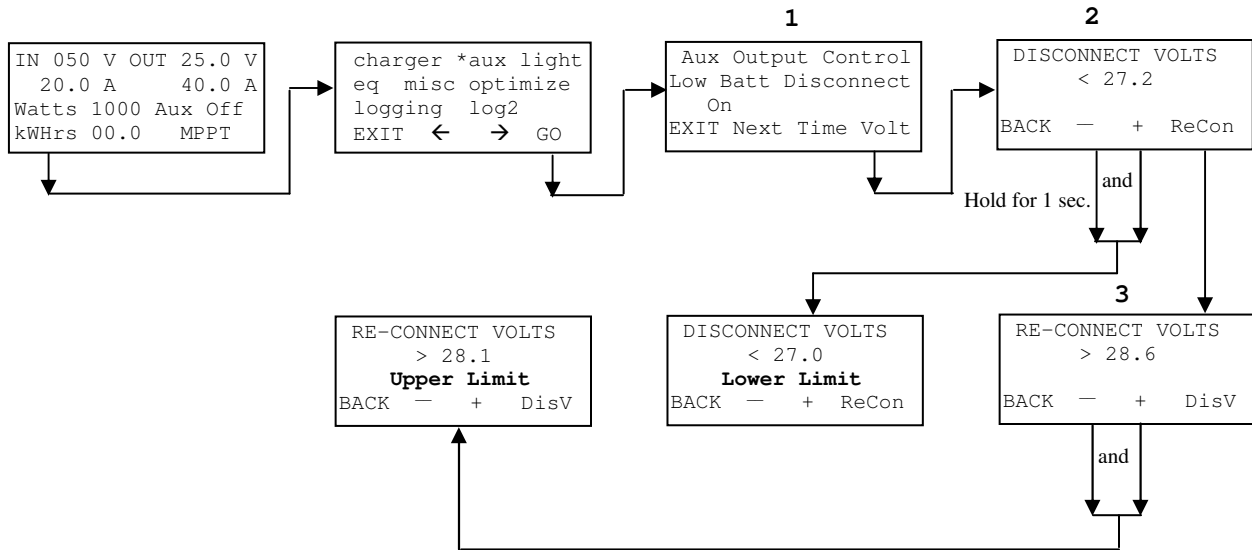 1
2
IN 050 V OUT 25.0 V
20.0 A 40.0 A
Watts 1000 Aux Off
kWHrs 00.0 MPPT
charger *aux light
eq misc optimize
logging log2
EXIT ← → GO
Aux Output Control
Low Batt Disconnect
On
EXIT Next Time Volt
DISCONNECT VOLTS
< 27.2
BACK — + ReCon
and
Hold for 1 sec.
3
RE-CONNECT VOLTS
> 28.1
Upper Limit
BACK — + DisV
DISCONNECT VOLTS
< 27.0
Lower Limit
BACK — + ReCon
RE-CONNECT VOLTS
> 28.6
BACK — + DisV
and